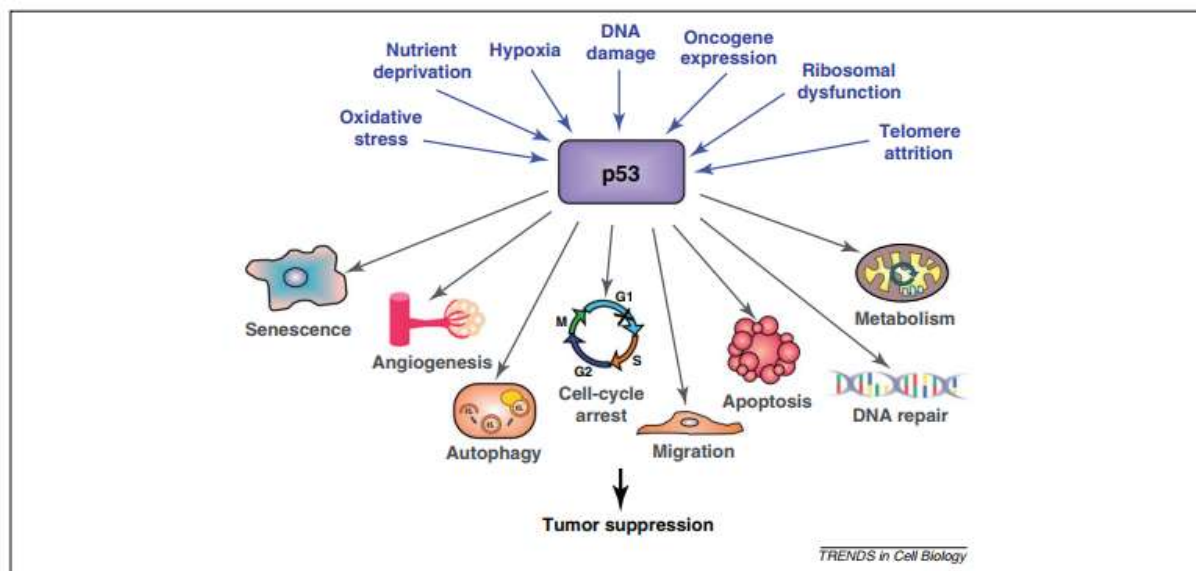 Nutrient
deprivation
Hypoxia
DNA
damage
Oncogene
expression
Ribosomal
dysfunction
Oxidative
stress
Telomere
attrition
p53
Senescence
Angiogenesis
Autophagy
G1
M
S
G2
Cell-cycle
arrest
Migration
Apoptosis
DNA repair
Metabolism
Tumor suppression
TRENDS in Cell Biology